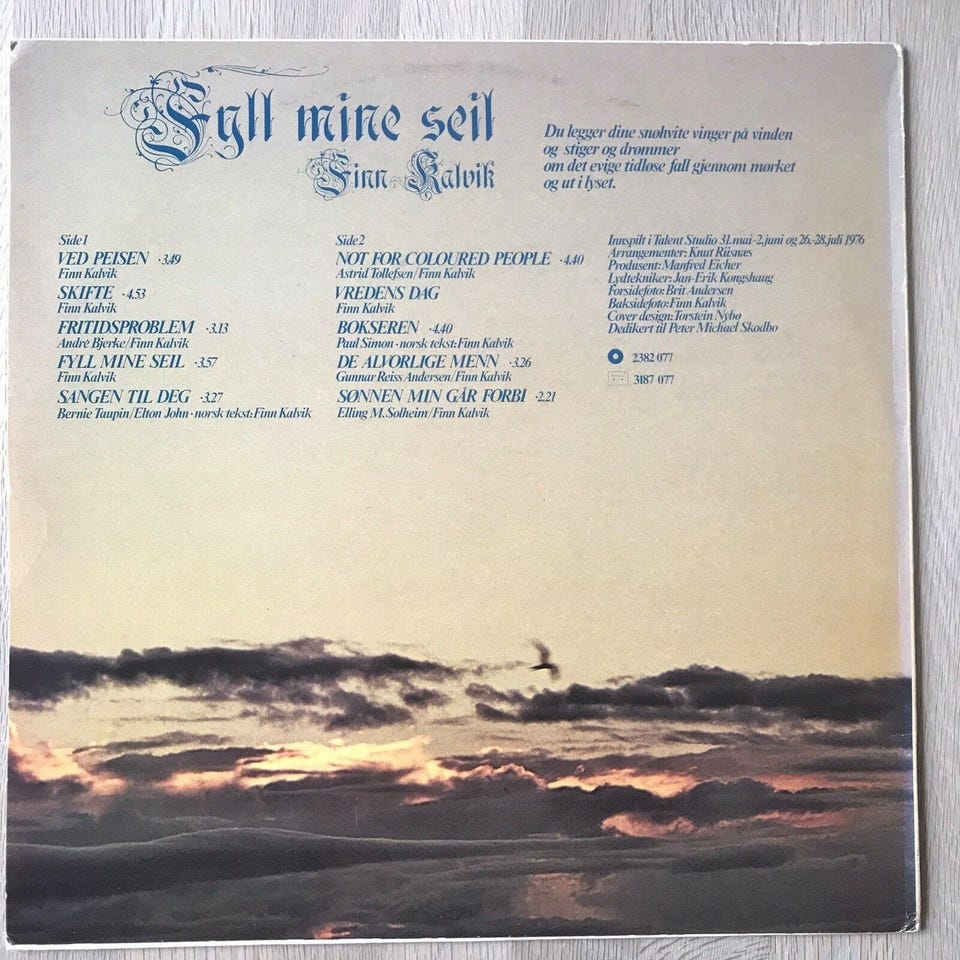 Fyll mine seil
Finn Kalvik
Du legger dine snøhvite vinger på vinden
og stiger og drømmer
om det evige tidløse fall gjennom mørket
og ut i lyset.
Side 1
VED PEISEN ·3.49
Finn Kalvik
SKIFTE ·4.53
Finn Kalvik
FRITIDSPROBLEM ·3.13
André Bjerke/Finn Kalvik
FYLL MINE SEIL ·3.57
Finn Kalvik
SANGEN TIL DEG ·3.27
Bernie Taupin/Elton John·norsk tekst:Finn Kalvik
Side 2
NOT FOR COLOURED PEOPLE ·4.40
Astrid Tollefsen/Finn Kalvik
VREDENS DAG
Finn Kalvik
BOKSEREN ·4.40
Paul Simon·norsk tekst:Finn Kalvik
DE ALVORLIGE MENN ·3.26
Gunnar Reiss Andersen/Finn Kalvik
SØNNEN MIN GÅR FORBI ·2.21
Elling M. Solheim/Finn Kalvik
Innspilt i Talent Studio 31. mai-2. juni og 26.-28. juli 1976
Arrangementer: Knut Riisnæs
Produsent: Manfred Eicher
Lydtekniker: Jan-Erik Kongshaug
Forsidefoto: Brit Andersen
Baksidefoto: Finn Kalvik
Cover design: Torstein Nybø
Dedikert til Peter Michael Skodbo
2382 077
3187 077